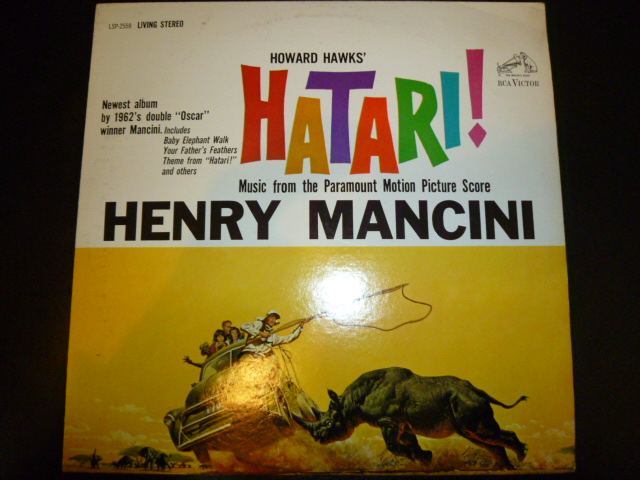 LSP-2559 LIVING STEREO
HOWARD HAWKS'
HATARI!
RCA VICTOR
Newest album
by 1962's double "Oscar"
winner Mancini. Includes
Baby Elephant Walk
Your Father's Feathers
Theme from "Hatari!"
and others
Music from the Paramount Motion Picture Score
HENRY MANCINI